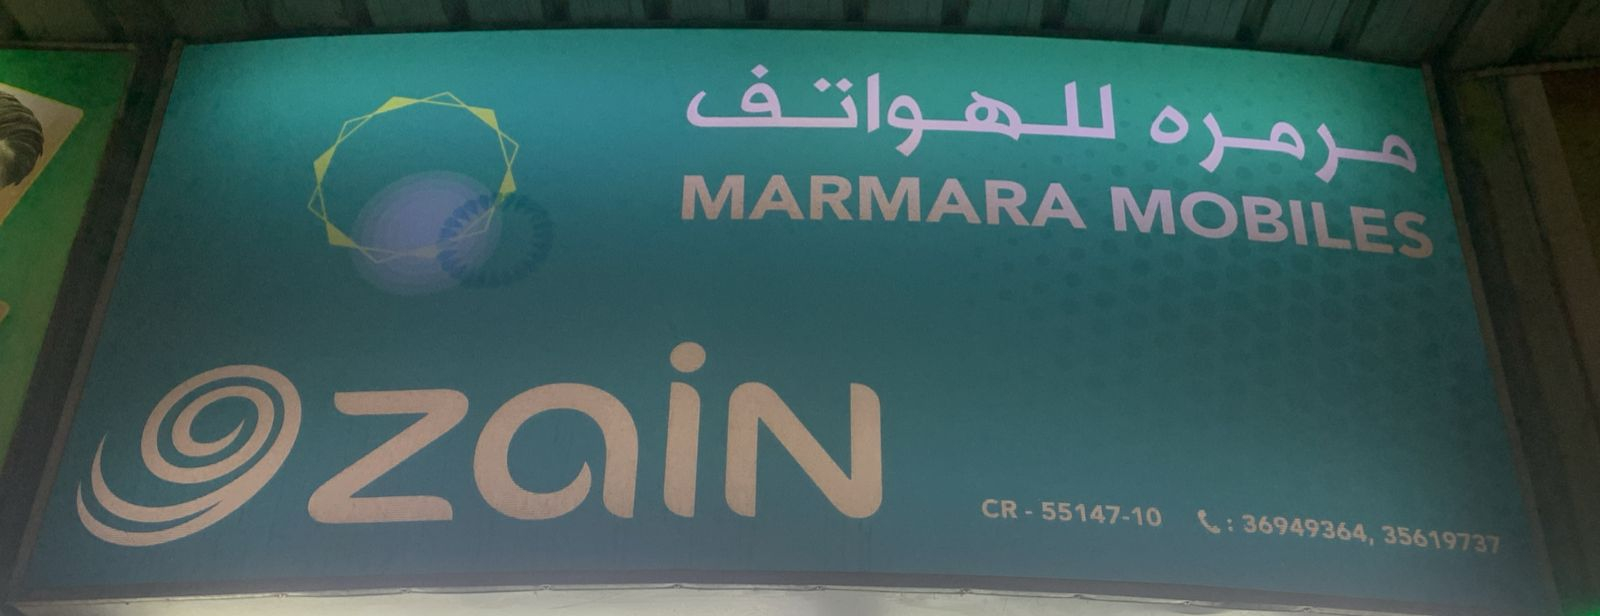 مرمره للهواتف
MARMARA MOBILES
zain
CR - 55147-10 : 36949364, 35619737